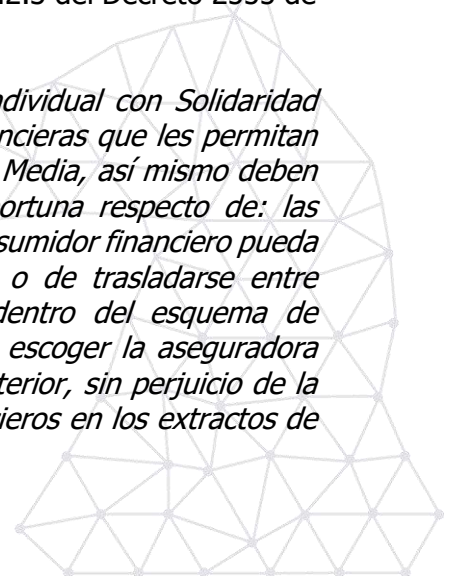 .2.3 del Decreto 2555 de
ndividual con Solidaridad
ncieras que les permitan
Media, así mismo deben
ortuna respecto de: las
sumidor financiero pueda
o de trasladarse entre
dentro del esquema de
escoger la aseguradora
terior, sin perjuicio de la
ieros en los extractos de